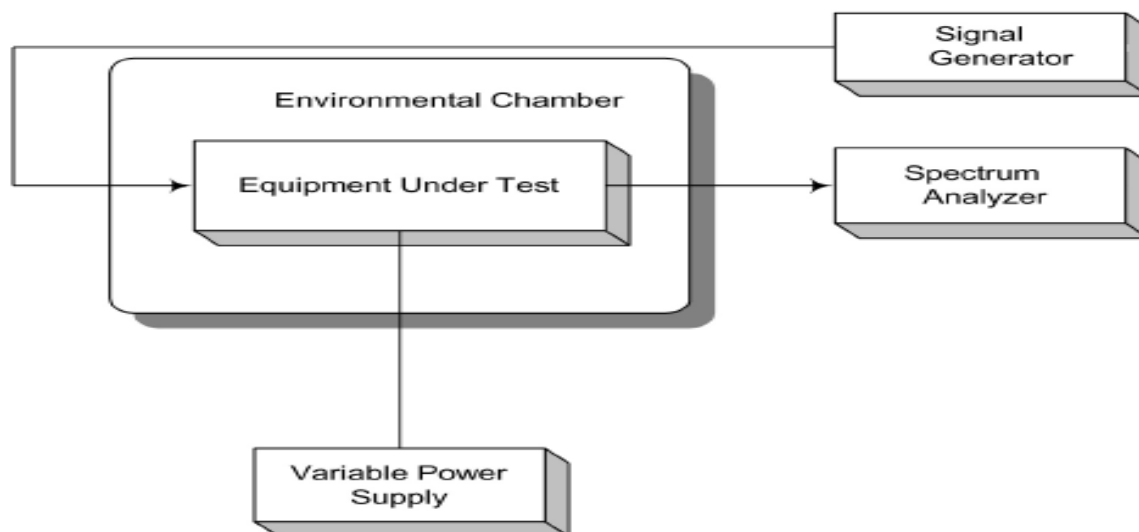 Signal
Generator
Environmental Chamber
Equipment Under Test
Spectrum
Analyzer
Variable Power
Supply